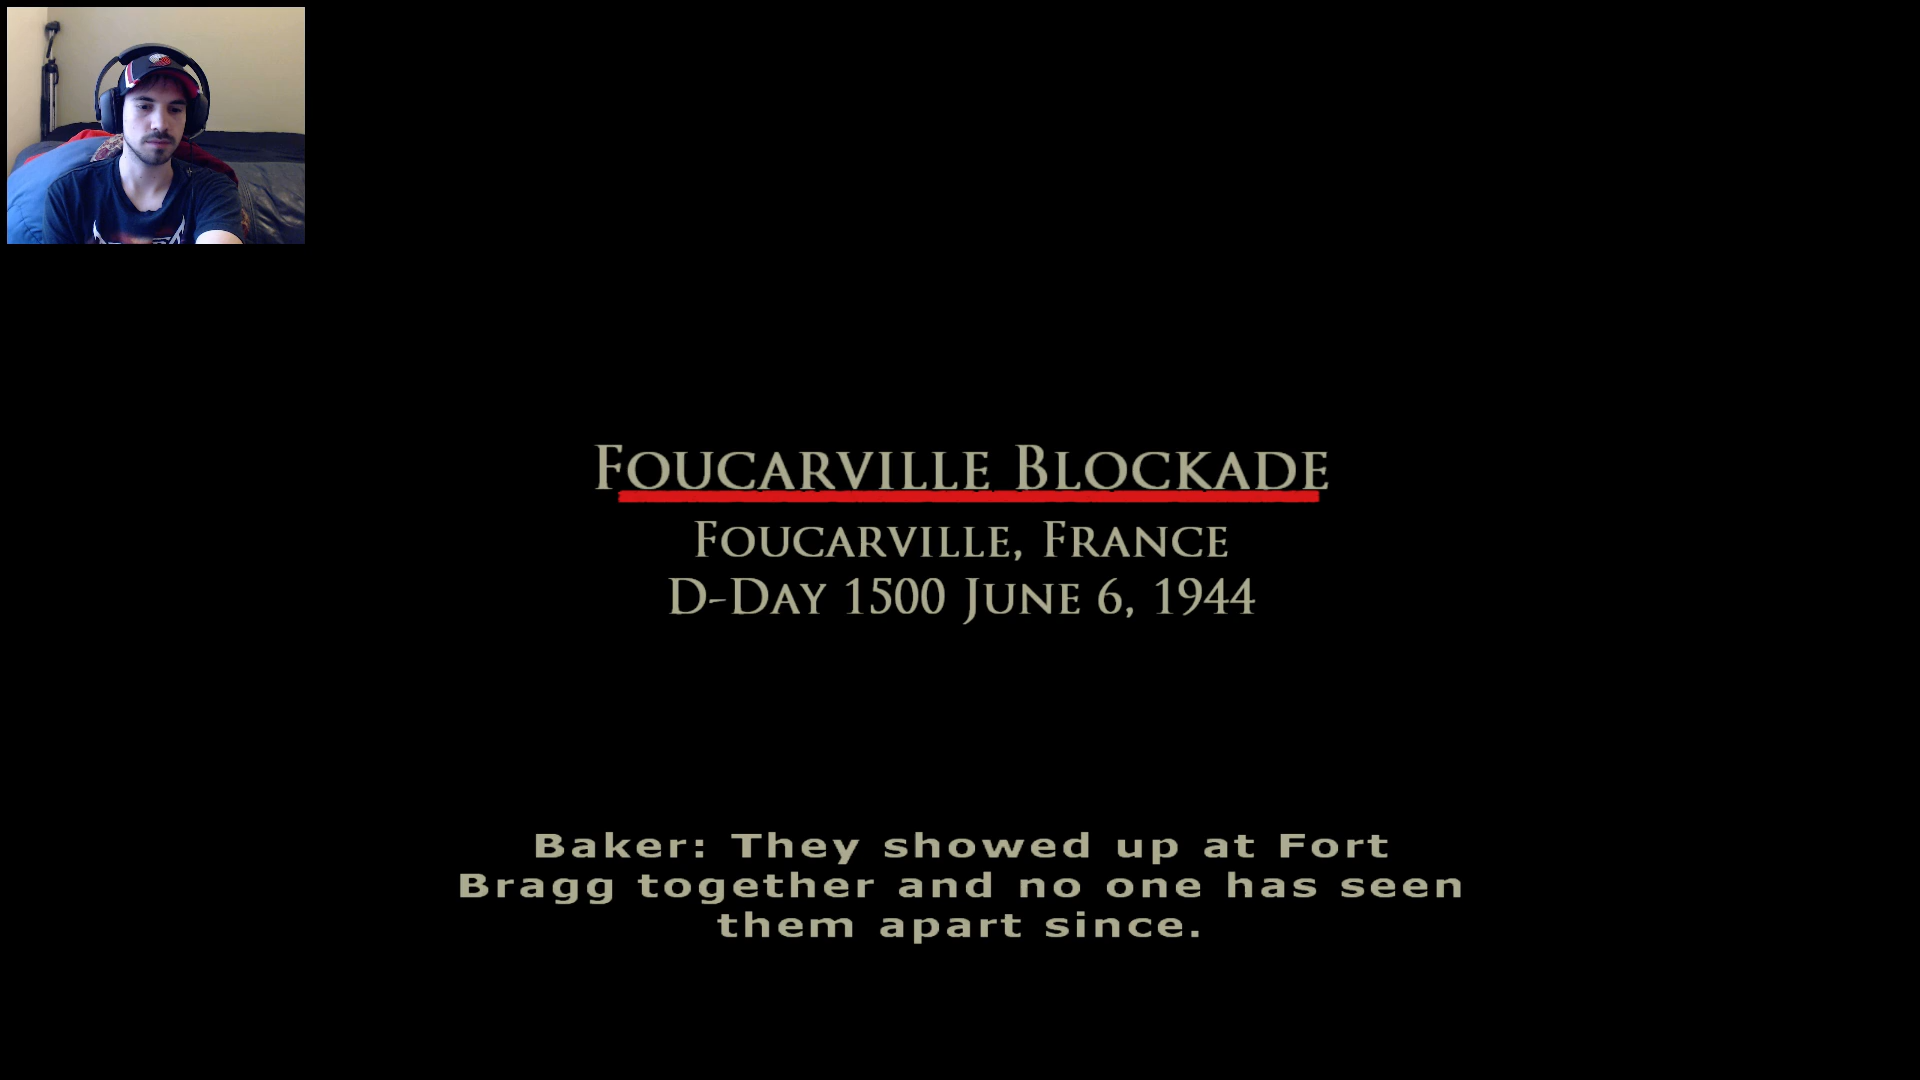 Foucarville Blockade
Foucarville, France
D-Day 1500 June 6, 1944
Baker: They showed up at Fort
Bragg together and no one has seen
them apart since.